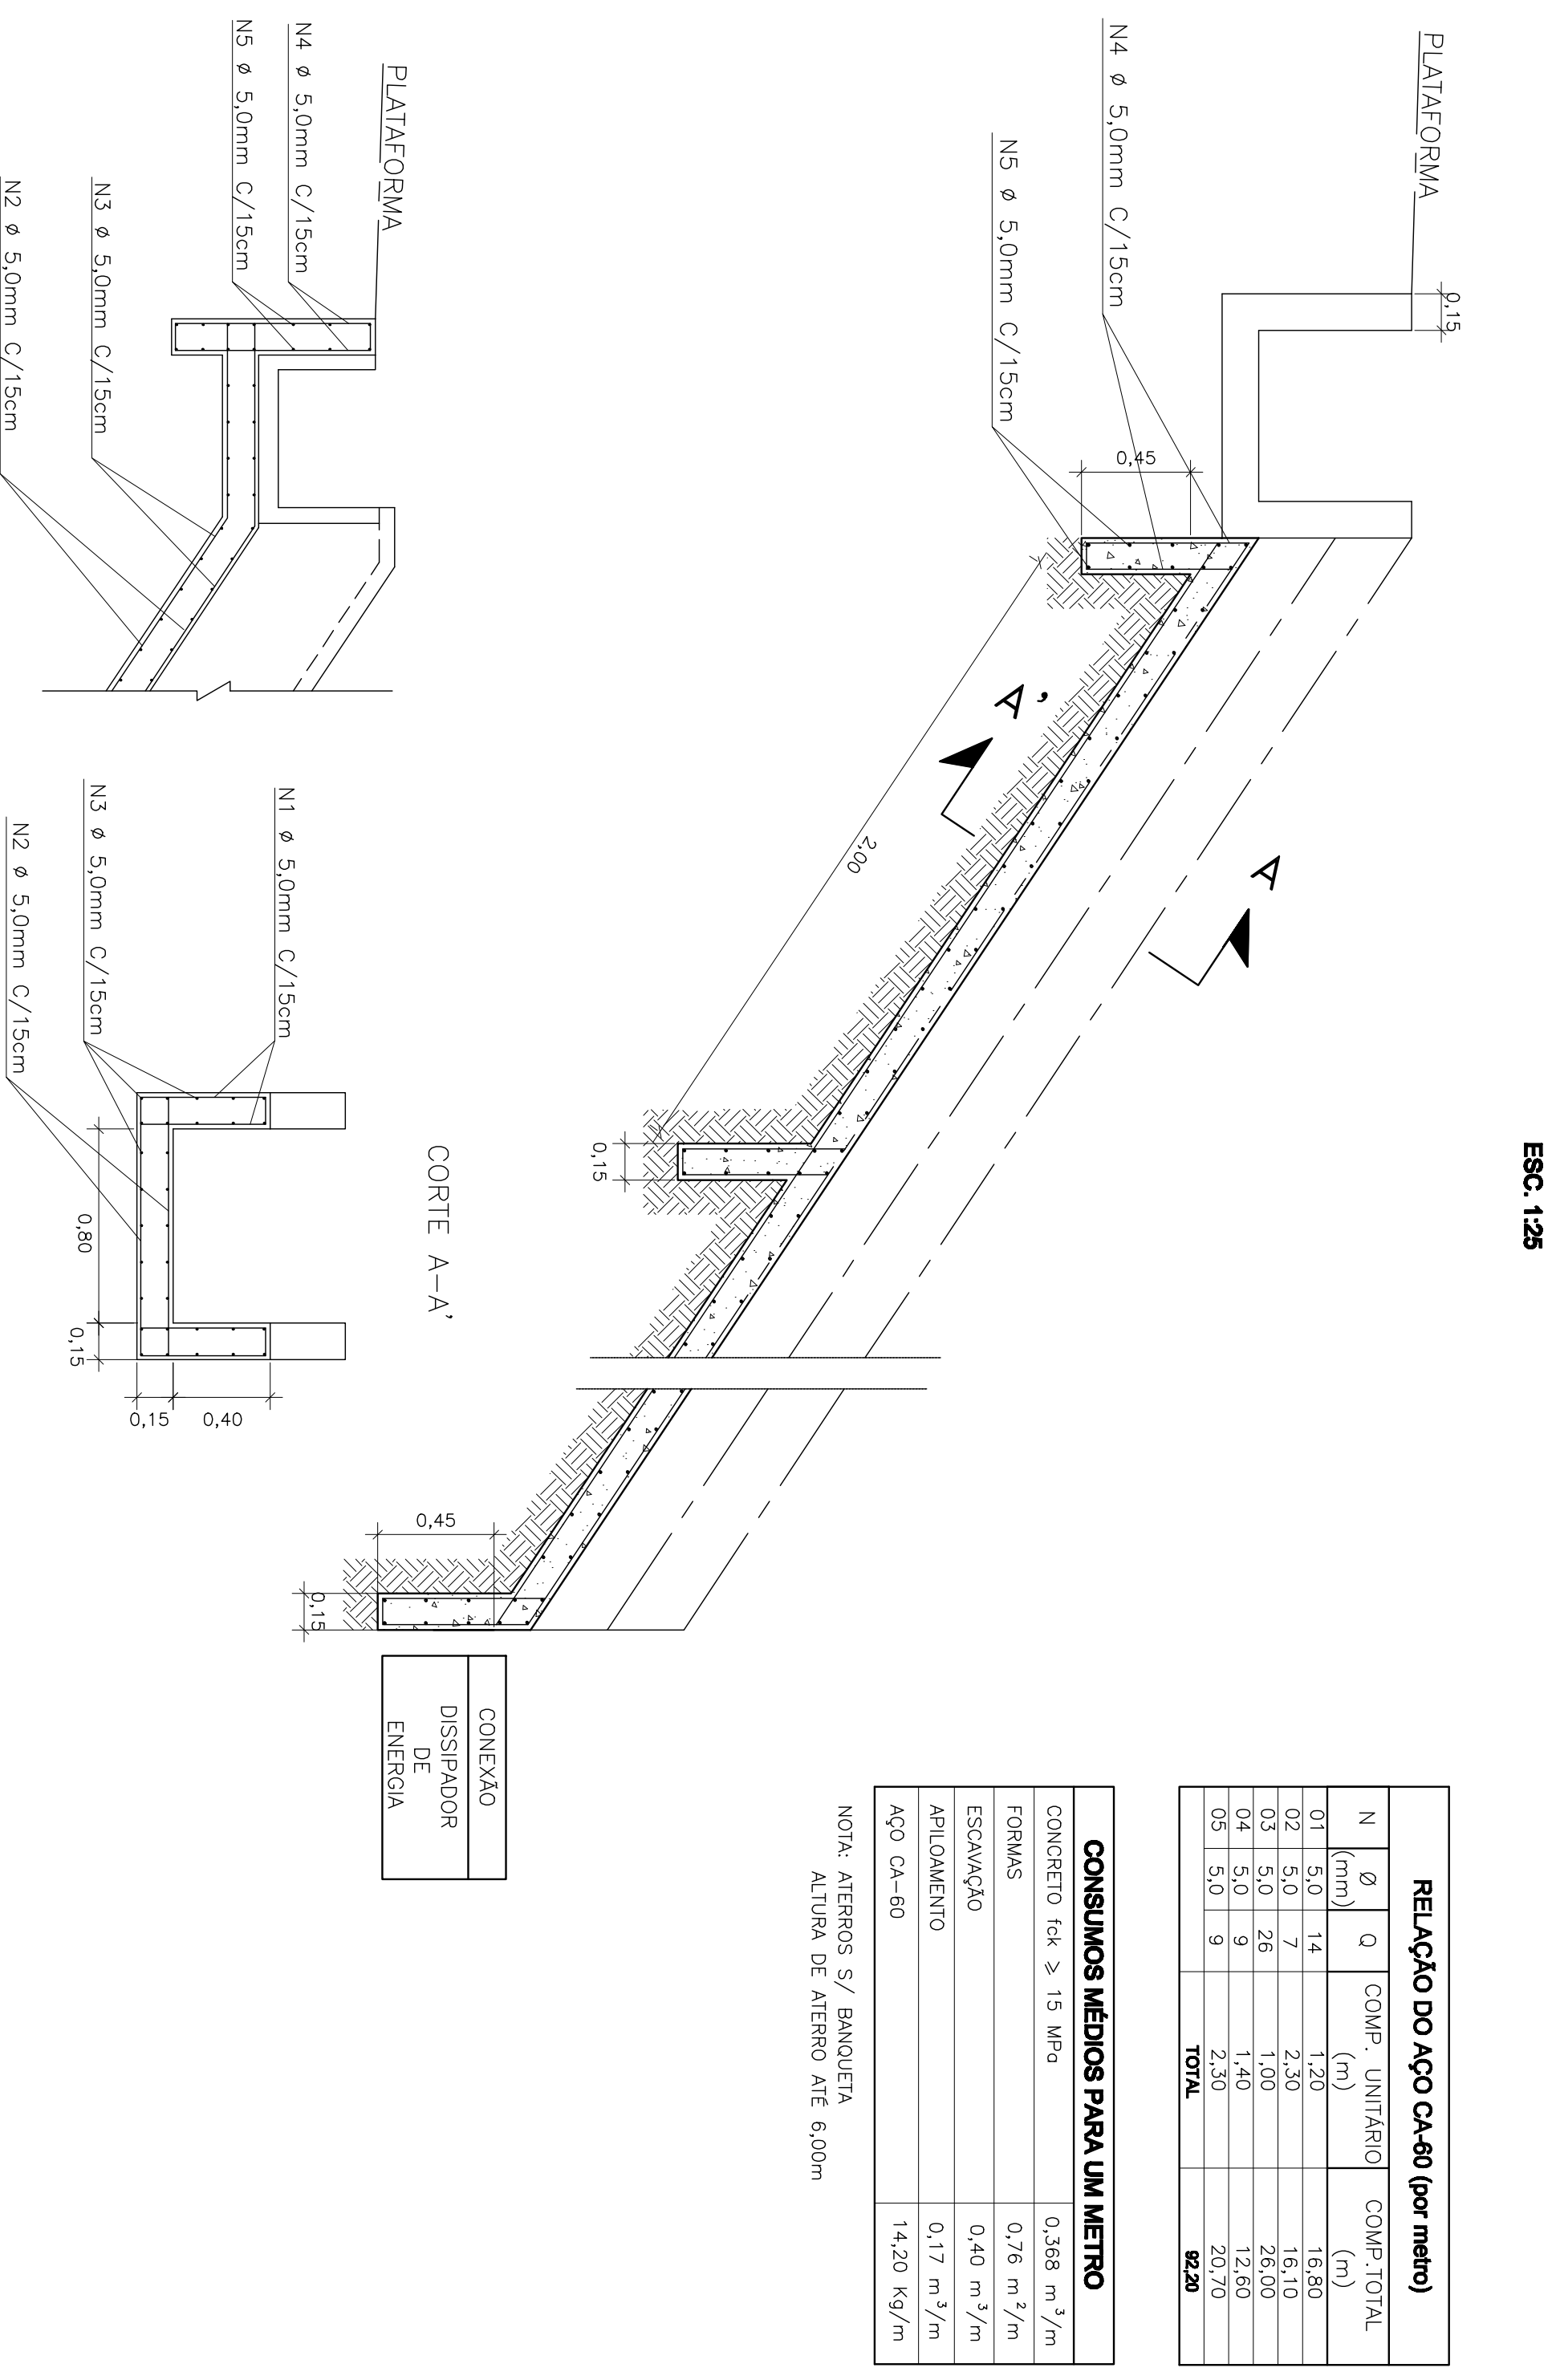 ESC. 1:25
PLATAFORMA
0,15
N4 ø 5,0mm C/15cm
N5 ø 5,0mm C/15cm
0,45
A'
A
2,00
0,15
0,45
0,15
CONEXÃO
DISSIPADOR
DE
ENERGIA
PLATAFORMA
N4 ø 5,0mm C/15cm
N5 ø 5,0mm C/15cm
N3 ø 5,0mm C/15cm
N2 ø 5,0mm C/15cm
CORTE A-A'
N1 ø 5,0mm C/15cm
N3 ø 5,0mm C/15cm
N2 ø 5,0mm C/15cm
0,80
0,15
0,15
0,40
RELAÇÃO DO AÇO CA-60 (por metro)
N Ø (mm) Q COMP. UNITÁRIO (m) COMP.TOTAL (m)
01 5,0 14 1,20 16,80
02 5,0 7 2,30 16,10
03 5,0 26 1,00 26,00
04 5,0 9 1,40 12,60
05 5,0 9 2,30 20,70
TOTAL 92,20
CONSUMOS MÉDIOS PARA UM METRO
CONCRETO fck ⩾ 15 MPa 0,368 m³/m
FORMAS 0,76 m²/m
ESCAVAÇÃO 0,40 m³/m
APILOAMENTO 0,17 m³/m
AÇO CA-60 14,20 Kg/m
NOTA: ATERROS S/ BANQUETA
ALTURA DE ATERRO ATÉ 6,00m